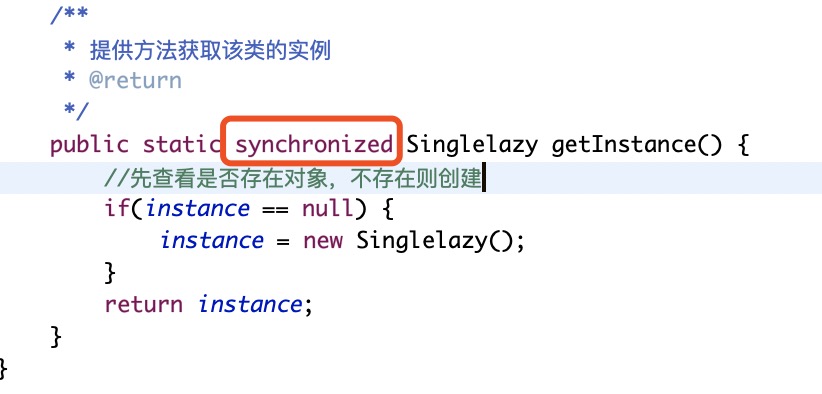 /**
 * 提供方法获取该类的实例
 * @return
 */
public static synchronized Singlelazy getInstance() {
//先查看是否存在对象，不存在则创建
if(instance == null) {
instance = new Singlelazy();
}
return instance;
}
}